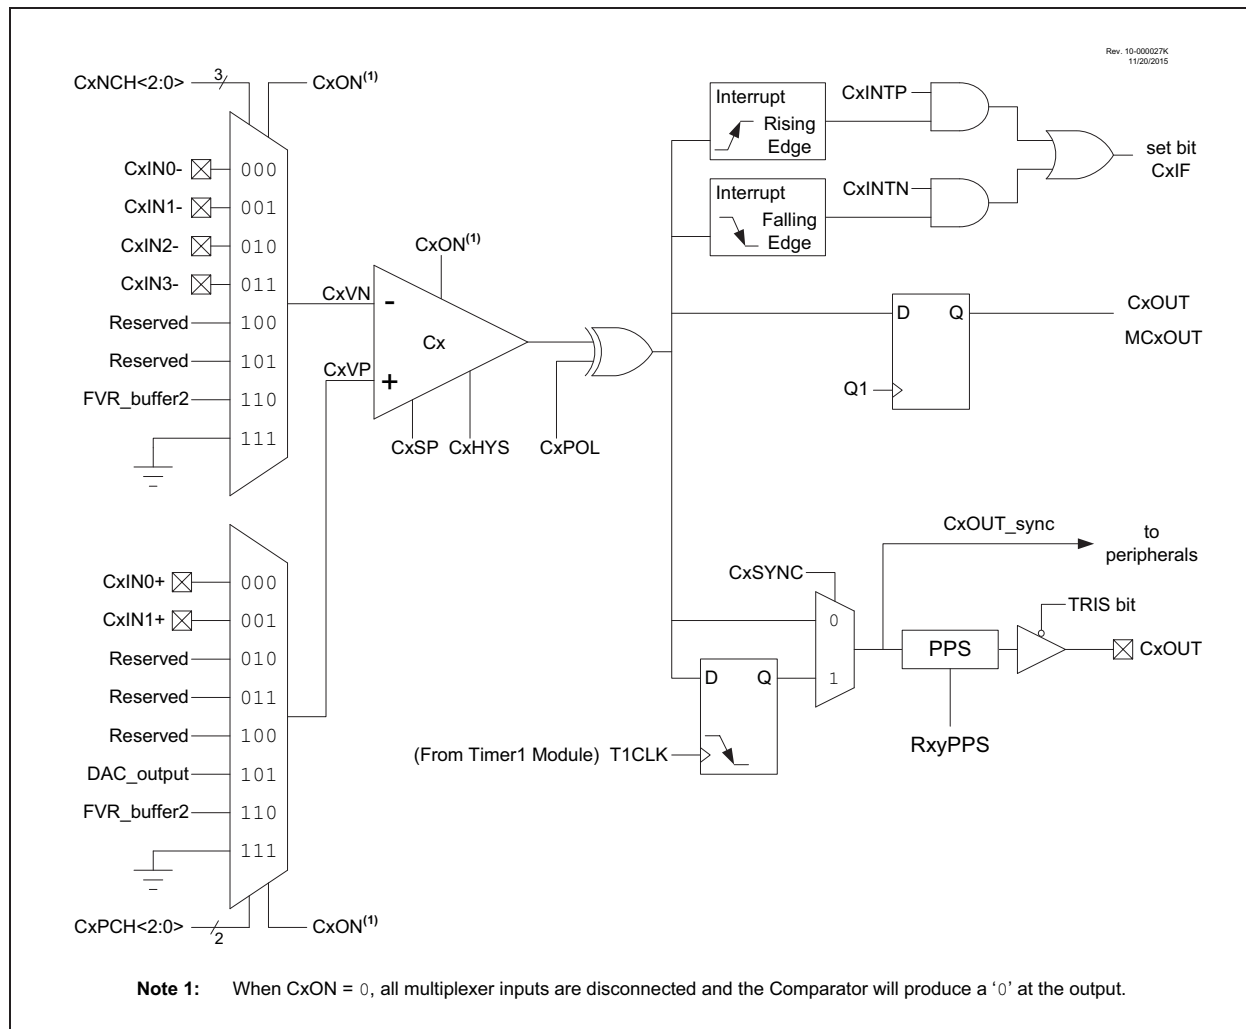 Rev. 10-000027K
11/20/2015
CxNCH<2:0>
3
CxON(1)
CxIN0-
000
CxIN1-
001
CxIN2-
010
CxIN3-
011
Reserved
100
Reserved
101
FVR_buffer2
110
111
CxVN
CxVP
CxON(1)
-
+
Cx
CxSP
CxHYS
CxPOL
Interrupt
Rising
Edge
CxINTP
Interrupt
Falling
Edge
CxINTN
set bit
CxIF
D
Q
Q1
CxOUT
MCxOUT
CxIN0+
000
CxIN1+
001
Reserved
010
Reserved
011
Reserved
100
DAC_output
101
FVR_buffer2
110
111
CxPCH<2:0>
2
CxON(1)
CxOUT_sync
to
peripherals
CxSYNC
0
1
D
Q
(From Timer1 Module) T1CLK
PPS
RxyPPS
TRIS bit
CxOUT
Note 1: When CxON = 0, all multiplexer inputs are disconnected and the Comparator will produce a ‘0’ at the output.